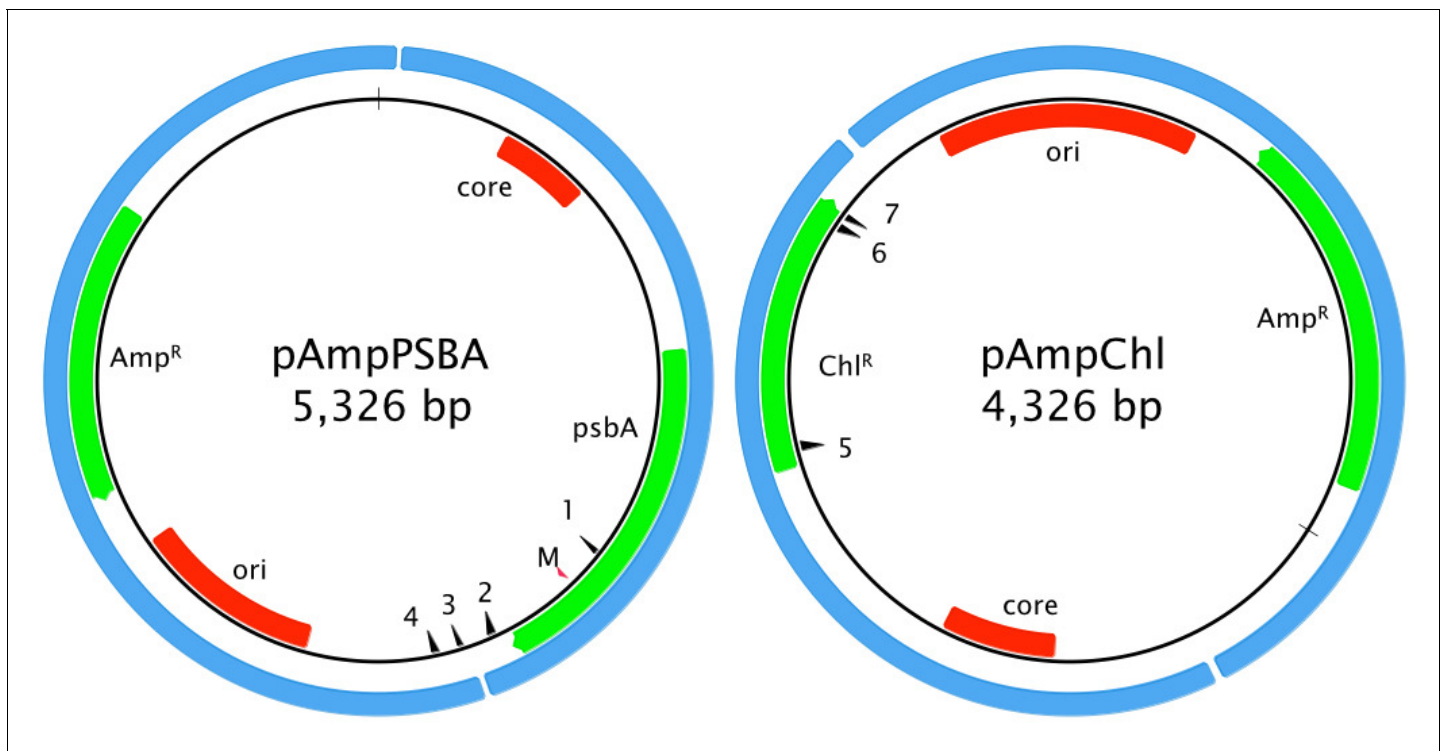 core
Amp^R
pAmpPSBA
5,326 bp
psbA
1
M
2
3
4
ori
ori
7
6
Amp^R
Chl^R
pAmpChl
4,326 bp
5
core